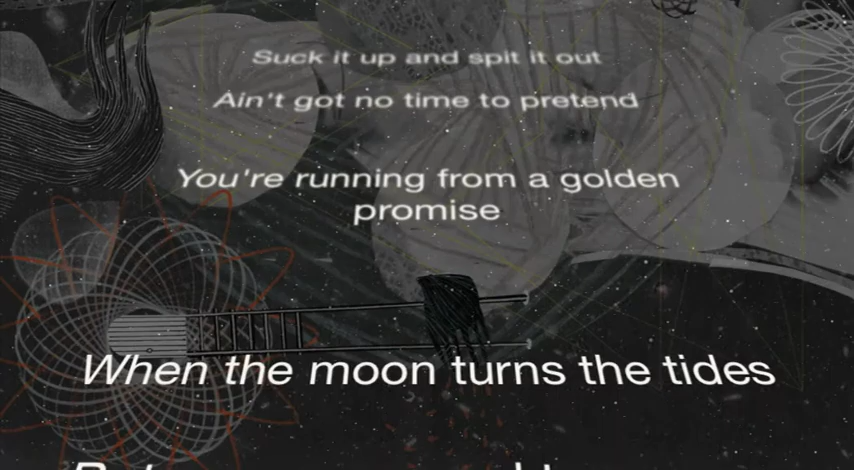 Suck it up and spit it out
Ain't got no time to pretend
You're running from a golden
promise
When the moon turns the tides